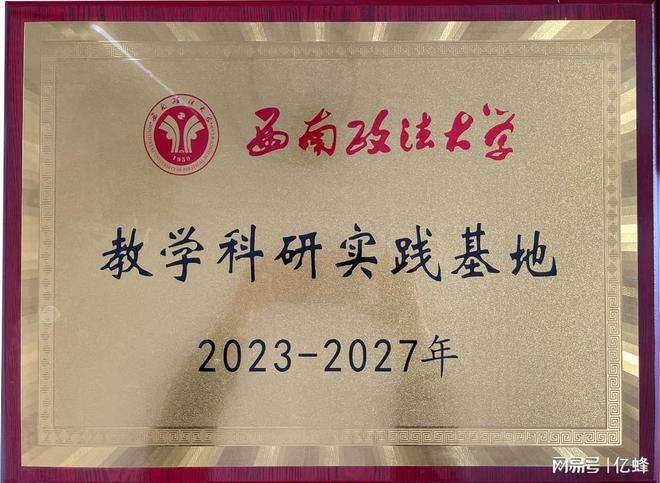 西南政法大学
1950
教学科研实践基地
2023-2027年
网易号 | 亿蜂